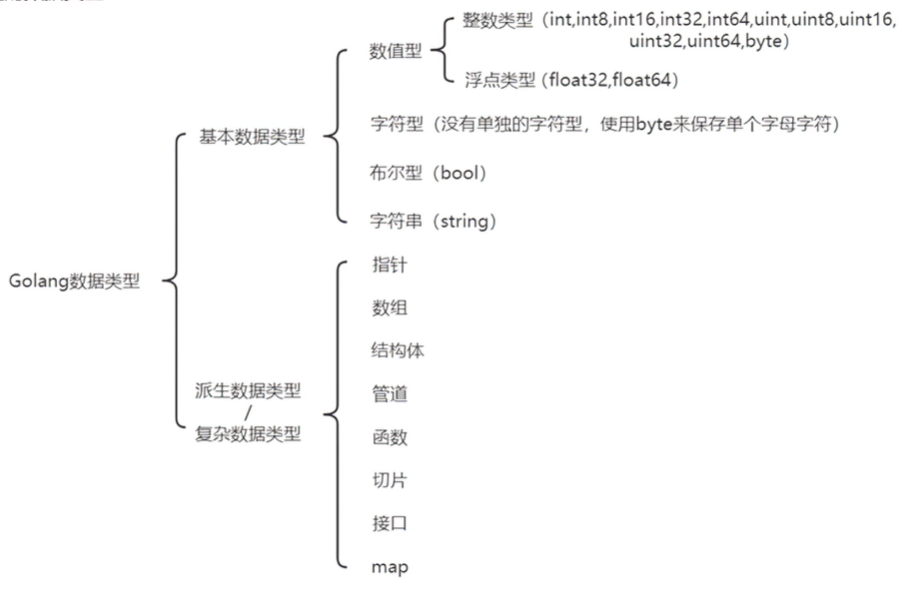 Golang数据类型
基本数据类型
数值型
整数类型（int,int8,int16,int32,int64,uint,uint8,uint16,
uint32,uint64,byte）
浮点类型（float32,float64）
字符型（没有单独的字符型，使用byte来保存单个字母字符）
布尔型（bool）
字符串（string）
派生数据类型
/
复杂数据类型
指针
数组
结构体
管道
函数
切片
接口
map